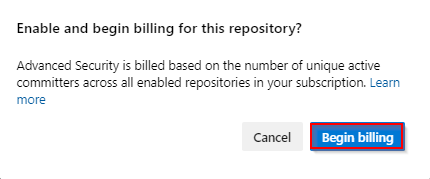 Enable and begin billing for this repository?
Advanced Security is billed based on the number of unique active
committers across all enabled repositories in your subscription. Learn
more
Cancel
Begin billing